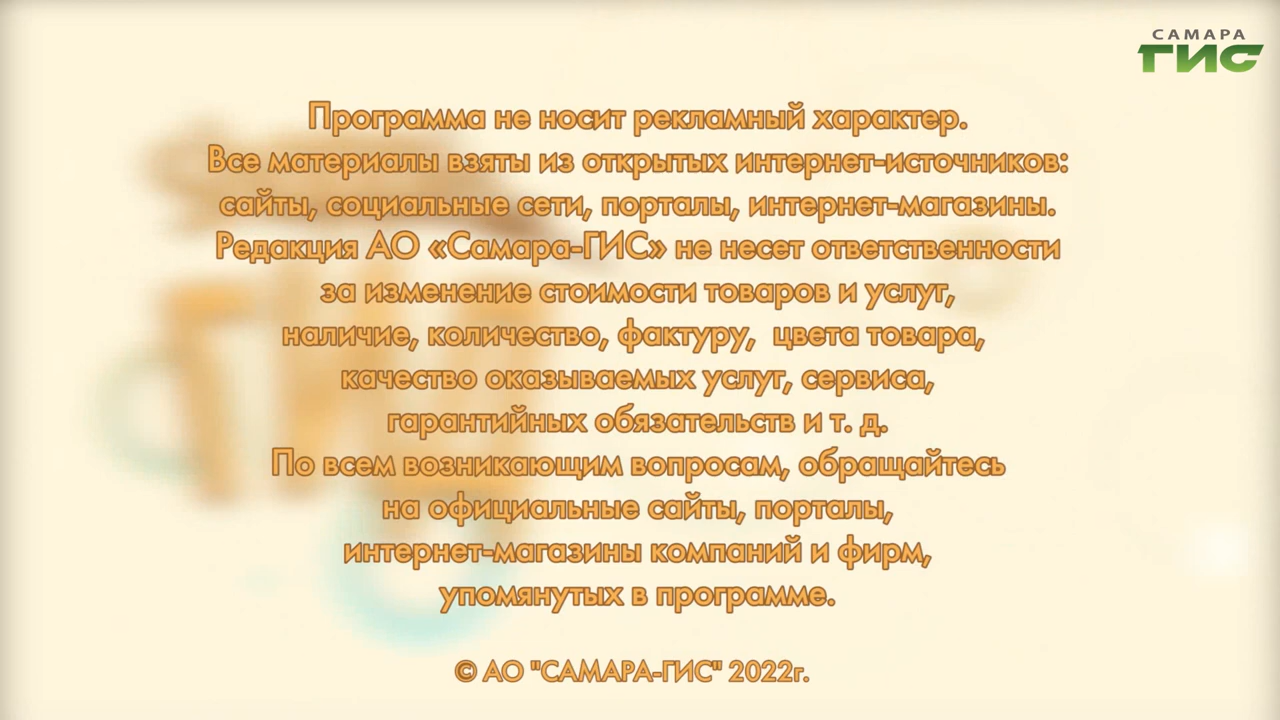 САМАРА
ГИС
Программа не носит рекламный характер.
Все материалы взяты из открытых интернет-источников:
сайты, социальные сети, порталы, интернет-магазины.
Редакция АО «Самара-ГИС» не несет ответственности
за изменение стоимости товаров и услуг,
наличие, количество, фактуру, цвета товара,
качество оказываемых услуг, сервиса,
гарантийных обязательств и т. д.
По всем возникающим вопросам, обращайтесь
на официальные сайты, порталы,
интернет-магазины компаний и фирм,
упомянутых в программе.
© АО "САМАРА-ГИС" 2022г.